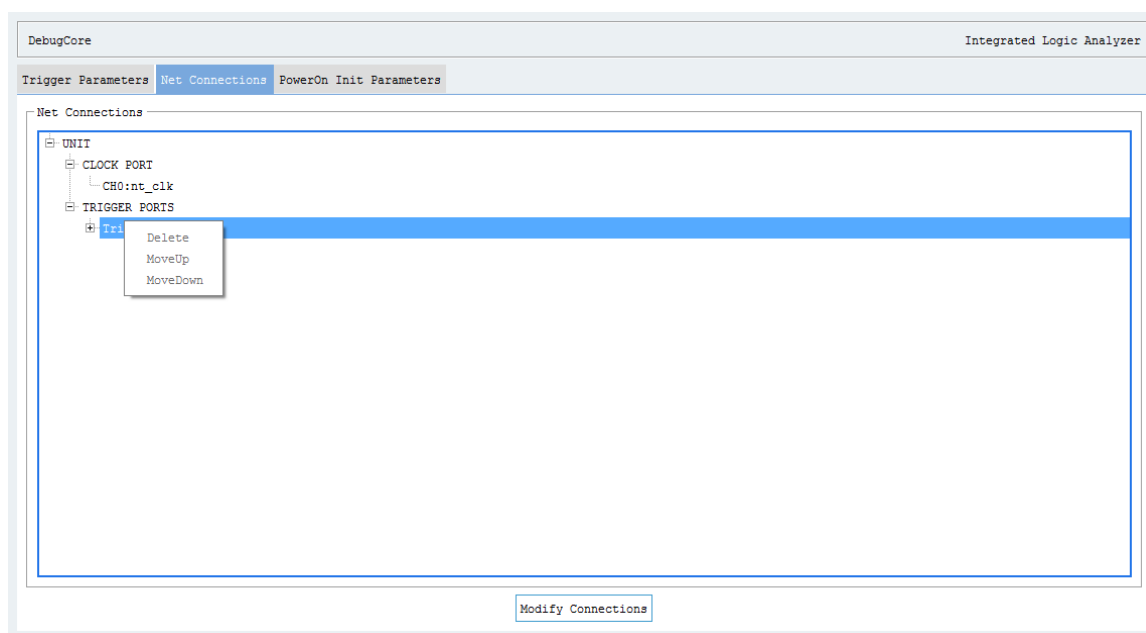 DebugCore Integrated Logic Analyzer
Trigger Parameters Net Connections PowerOn Init Parameters
Net Connections
UNIT
CLOCK PORT
CH0:nt_clk
TRIGGER PORTS
Tri
Delete
MoveUp
MoveDown
Modify Connections